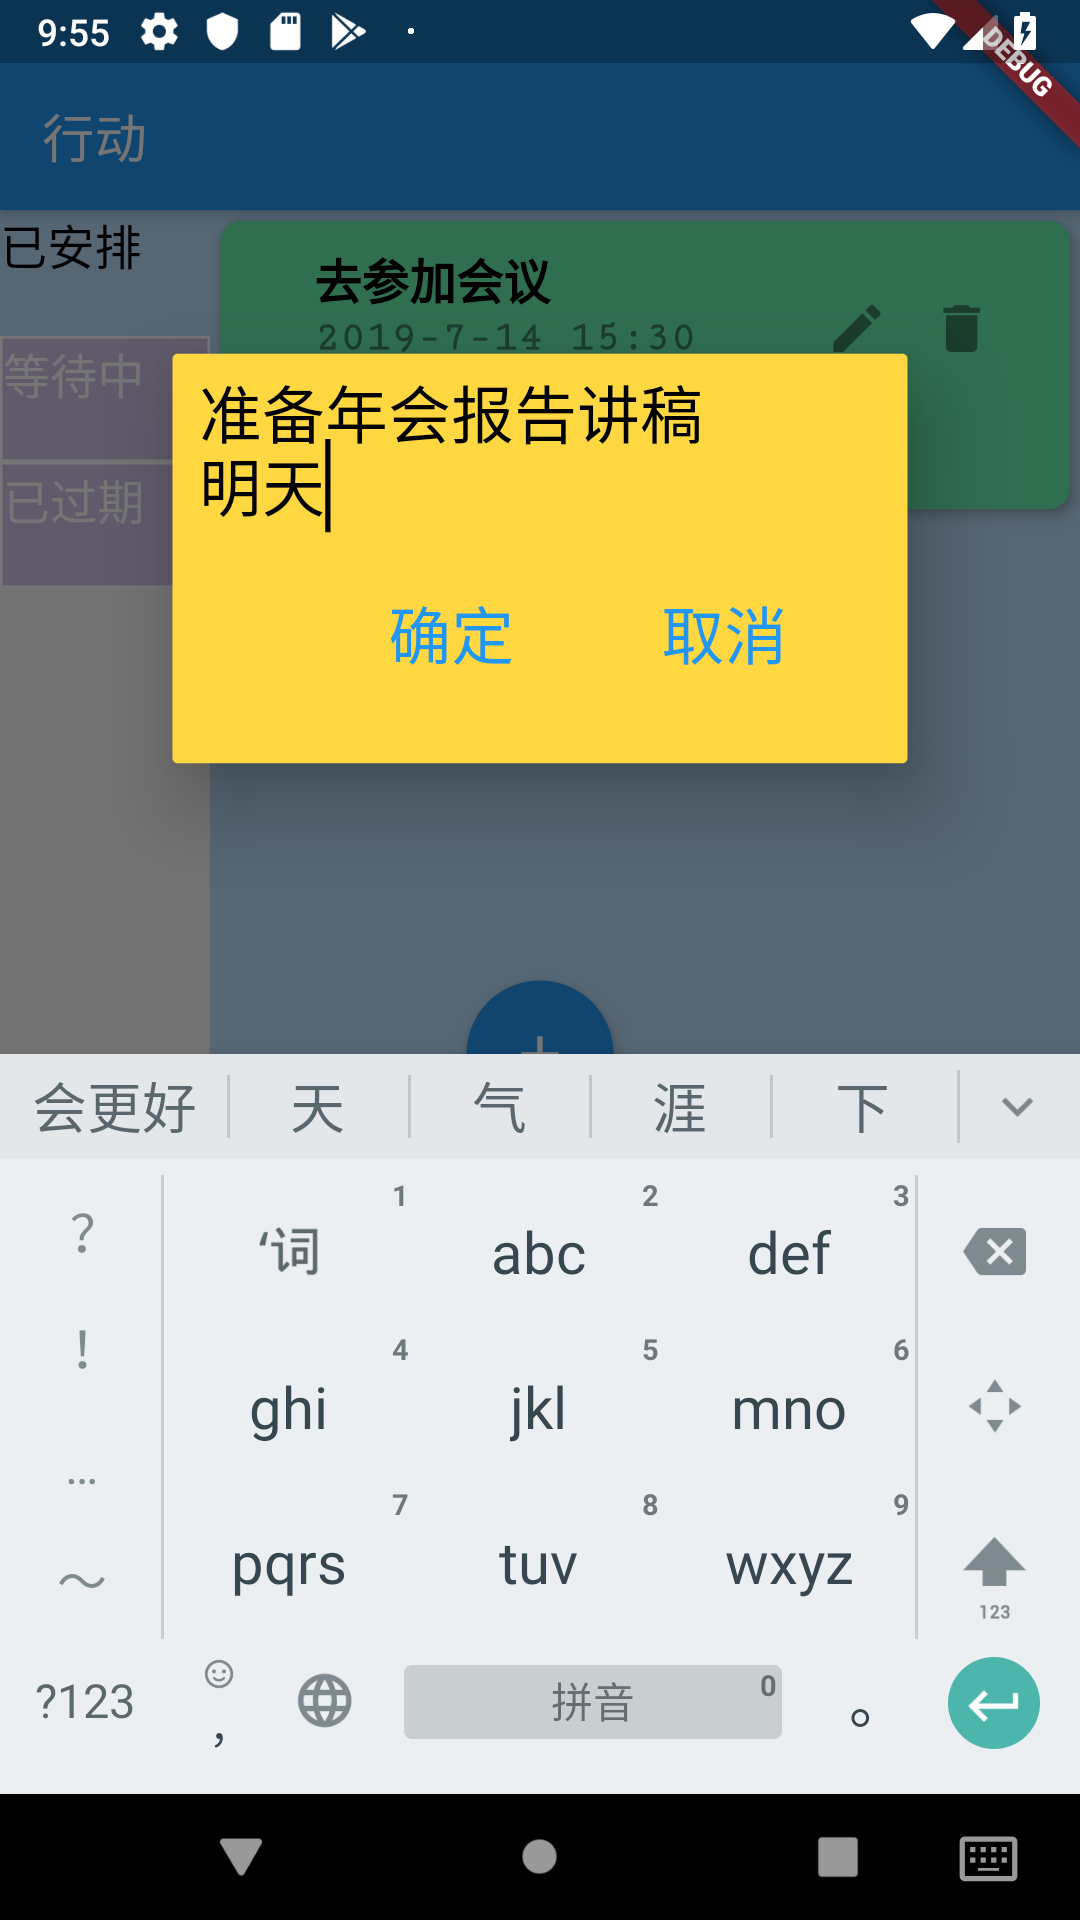 9:55
DEBUG
行动
已安排
去参加会议
2019-7-14 15:30
等待中
已过期
准备年会报告讲稿
明天
确定 取消
会更好 天 气 涯 下
? 1 ‘词 2 abc 3 def
! 4 ghi 5 jkl 6 mno
… 7 pqrs 8 tuv 9 wxyz
～ 123
?123 , 拼音 0 。